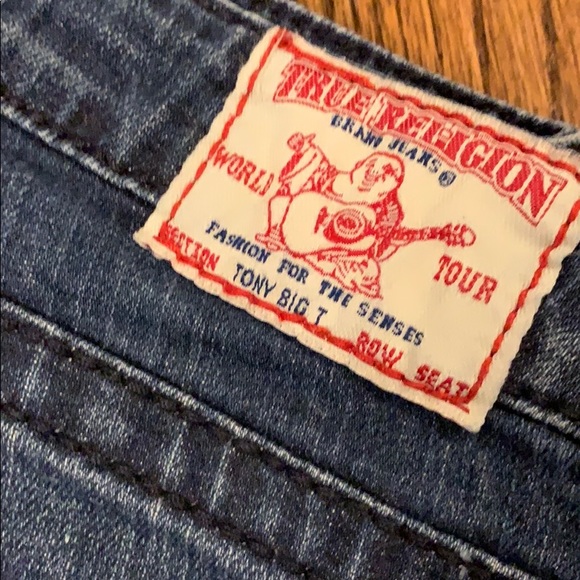 TRUE RELIGION
BRAND JEANS®
WORLD TOUR
FASHION FOR THE SENSES
SECTION ROW SEAT
TONY BIG T